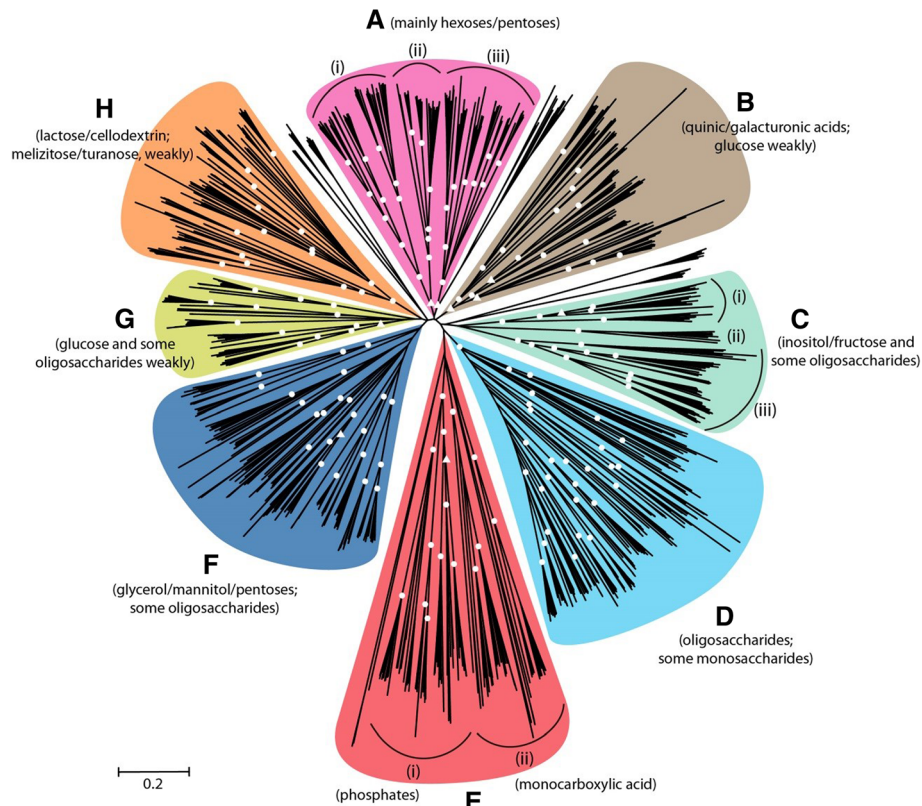 A (mainly hexoses/pentoses)
(i)
(ii)
(iii)
B
(quinic/galacturonic acids;
glucose weakly)
C
(i)
(ii)
(iii)
(inositol/fructose and
some oligosaccharides)
D
(oligosaccharides;
some monosaccharides)
E
(i)
(ii)
(phosphates)
(monocarboxylic acid)
F
(glycerol/mannitol/pentoses;
some oligosaccharides)
G
(glucose and some
oligosaccharides weakly)
H
(lactose/cellodextrin;
melizitose/turanose, weakly)
0.2